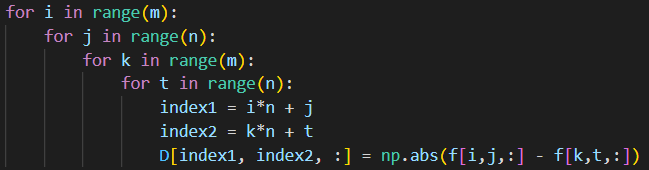 for i in range(m):
    for j in range(n):
        for k in range(m):
            for t in range(n):
                index1 = i*n + j
                index2 = k*n + t
                D[index1, index2, :] = np.abs(f[i,j,:] - f[k,t,:])